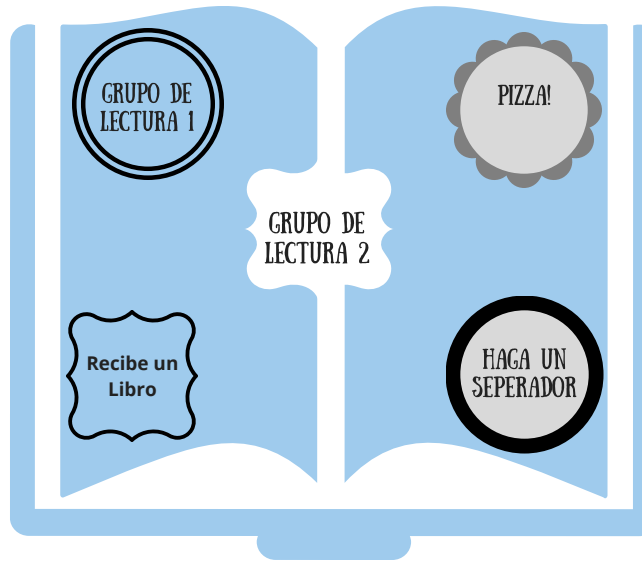 GRUPO DE
LECTURA 1
PIZZA!
GRUPO DE
LECTURA 2
Recibe un
Libro
HAGA UN
SEPERADOR